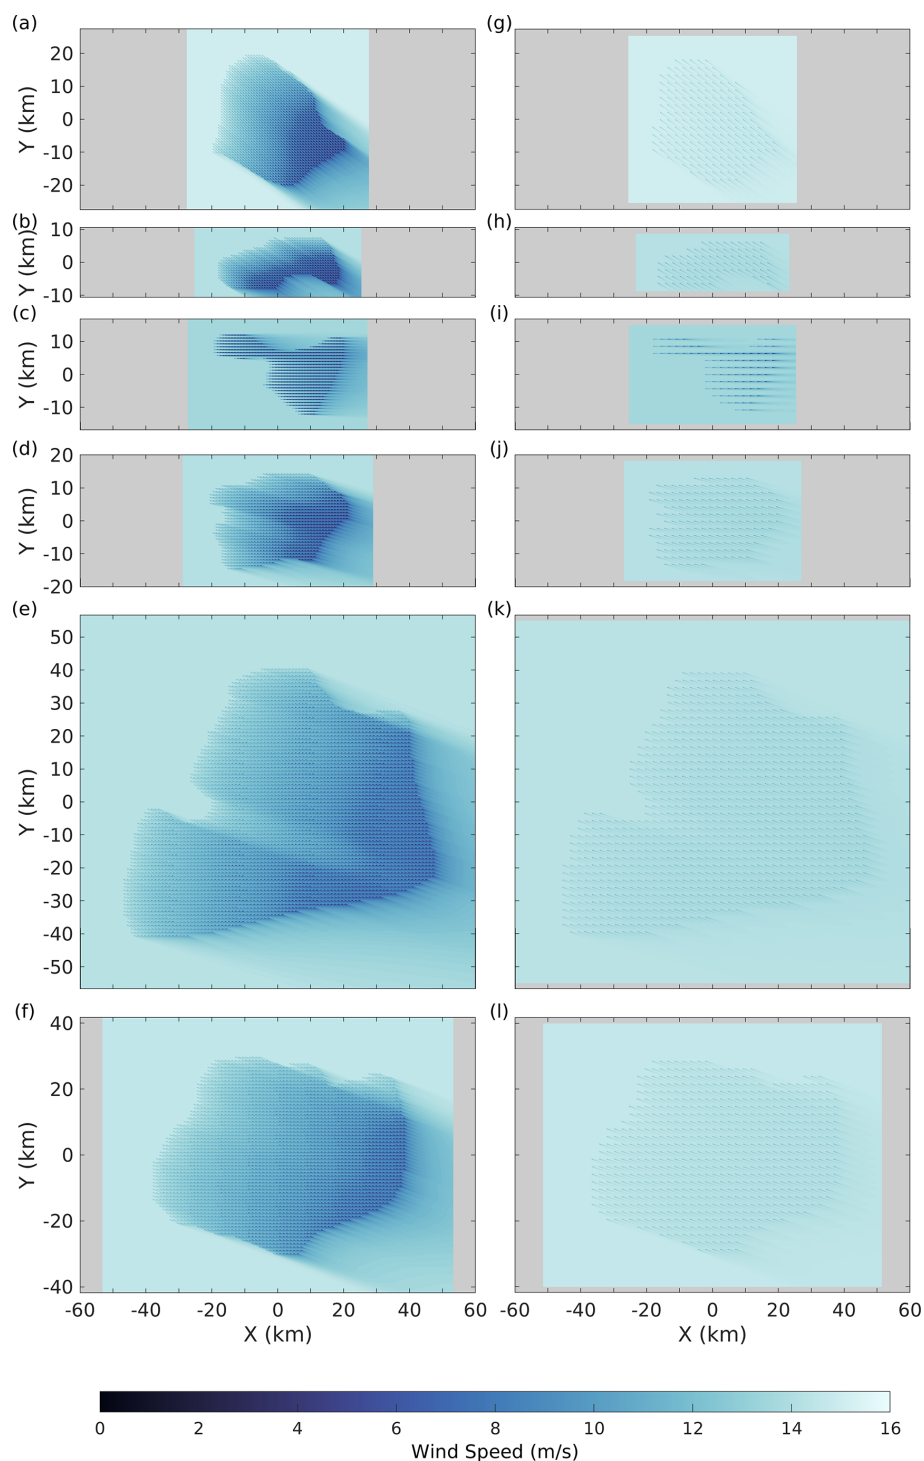 (a) (g)
20
10
0
-10
-20
Y (km)
(b) (h)
10
0
-10
Y (km)
(c) (i)
10
0
-10
Y (km)
(d) (j)
20
10
0
-10
-20
Y (km)
(e) (k)
50
40
30
20
10
0
-10
-20
-30
-40
-50
Y (km)
(f) (l)
40
20
0
-20
-40
Y (km)
-60 -40 -20 0 20 40 60 -60 -40 -20 0 20 40 60
X (km) X (km)
0 2 4 6 8 10 12 14 16
Wind Speed (m/s)